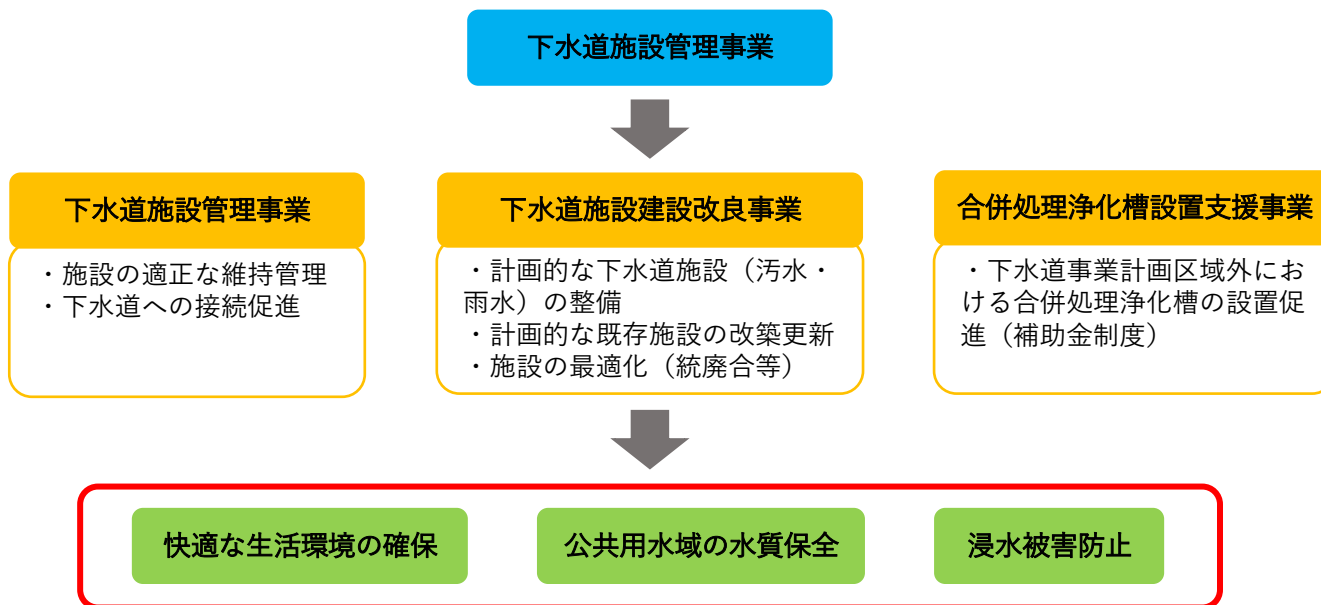 下水道施設管理事業
下水道施設管理事業
・施設の適正な維持管理
・下水道への接続促進
下水道施設建設改良事業
・計画的な下水道施設（汚水・
雨水）の整備
・計画的な既存施設の改築更新
・施設の最適化（統廃合等）
合併処理浄化槽設置支援事業
・下水道事業計画区域外にお
ける合併処理浄化槽の設置促
進（補助金制度）
快適な生活環境の確保
公共用水域の水質保全
浸水被害防止